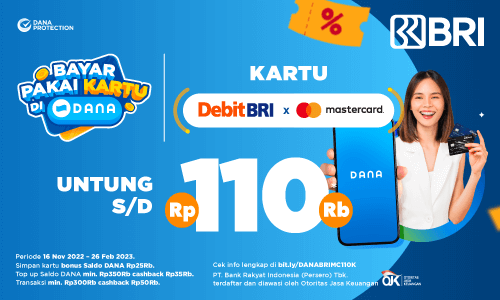 DANA
PROTECTION
BRI
BAYAR
PAKAI KARTU
DI DANA
KARTU
DebitBRI x mastercard.
DANA
UNTUNG
S/D
Rp 110 Rb
Periode 16 Nov 2022 – 26 Feb 2023.
Simpan kartu bonus Saldo DANA Rp25Rb.
Top up Saldo DANA min. Rp350Rb cashback Rp35Rb.
Transaksi min. Rp300Rb cashback Rp50Rb.
Cek info lengkap di bit.ly/DANABRIMC110K
PT. Bank Rakyat Indonesia (Persero) Tbk.
terdaftar dan diawasi oleh Otoritas Jasa Keuangan
OJK
OTORITAS
JASA
KEUANGAN